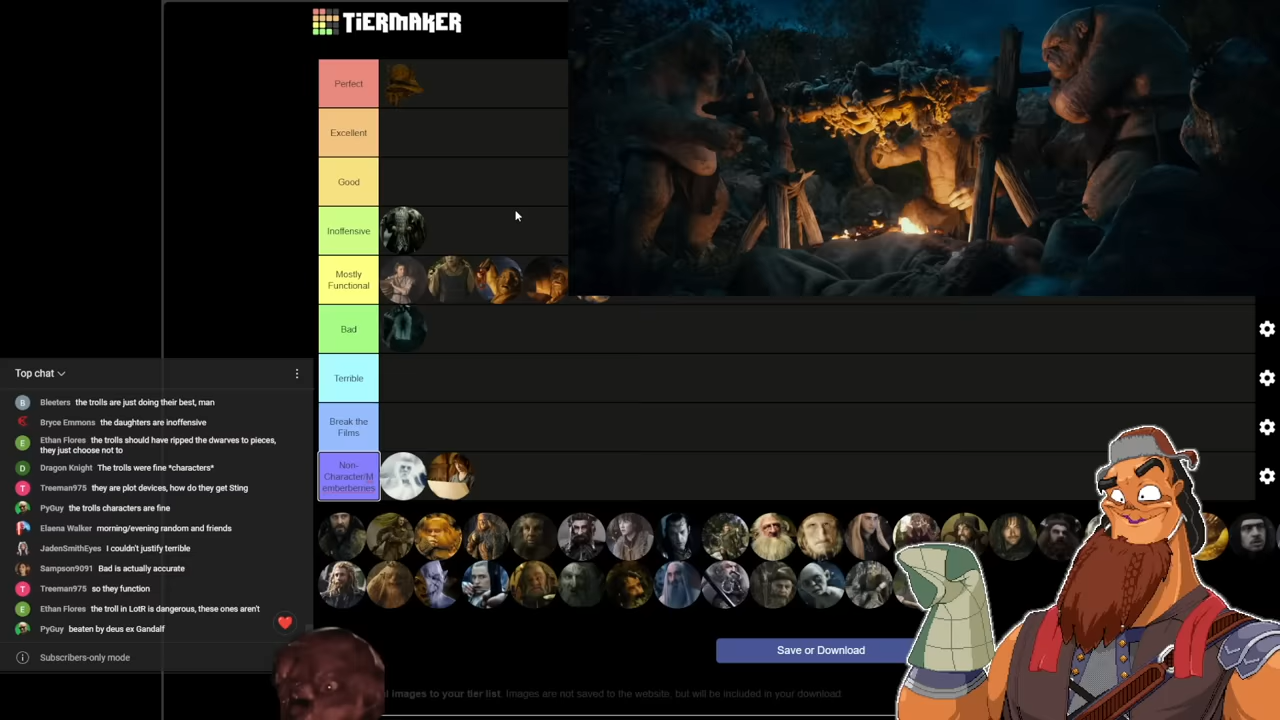 TIERMAKER
Perfect
Excellent
Good
Inoffensive
Mostly
Functional
Bad
Terrible
Break the
Films
Non-
Character/M
emberberries
Top chat
Bleeters the trolls are just doing their best, man
Bryce Emmons the daughters are inoffensive
Ethan Flores the trolls should have ripped the dwarves to pieces,
they just choose not to
Dragon Knight The trolls were fine *characters*
Treeman975 they are plot devices, how do they get Sting
PyGuy the trolls characters are fine
Elaena Walker morning/evening random and friends
JadenSmithEyes I couldn't justify terrible
Sampson9091 Bad is actually accurate
Treeman975 so they function
Ethan Flores the troll in LotR is dangerous, these ones aren't
PyGuy beaten by deus ex Gandalf
Subscribers-only mode
Save or Download
images to your tier list. Images are not saved to the website, but will be included in your download